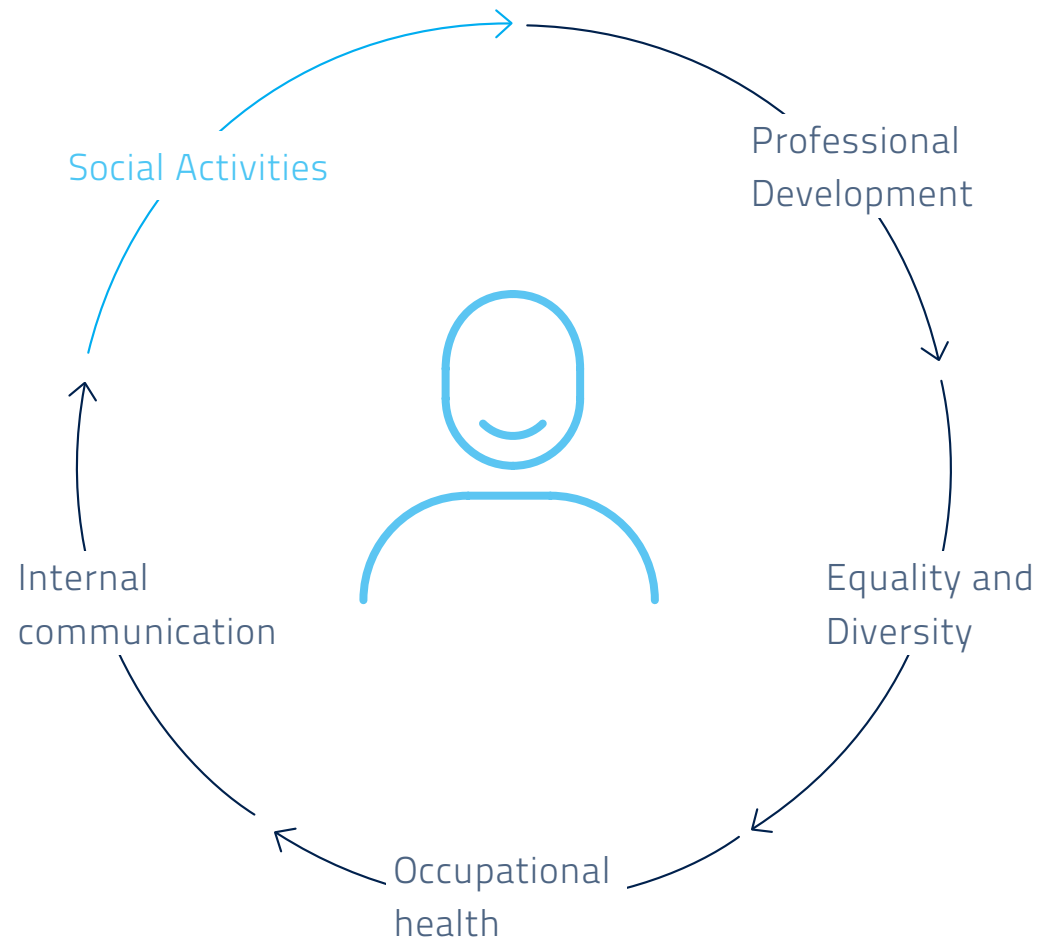 Social Activities
Professional
Development
Equality and
Diversity
Occupational
health
Internal
communication